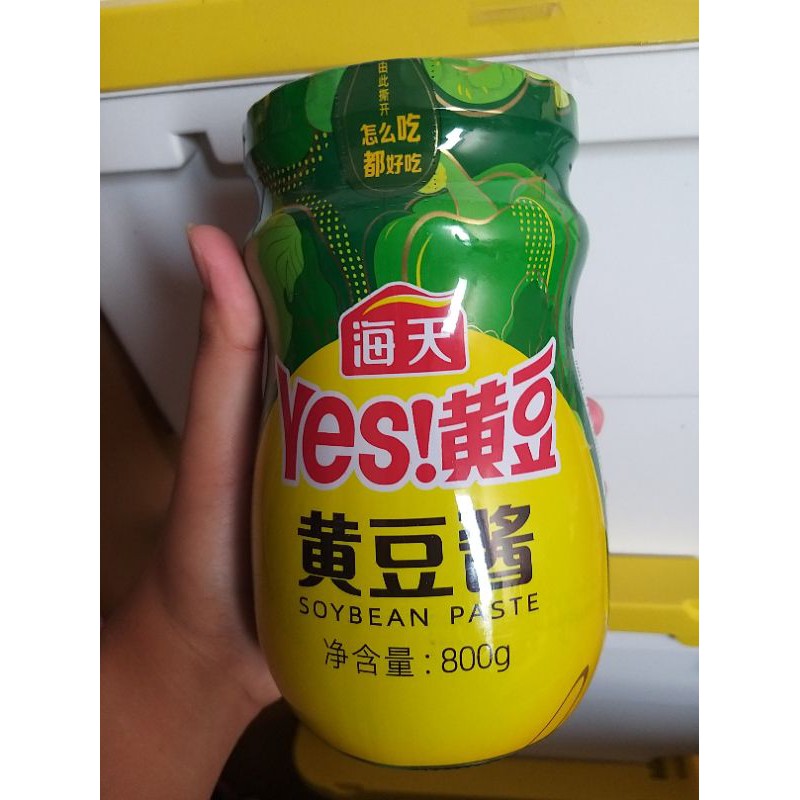 由此撕开
怎么吃
都好吃
海天
Yes!黄豆
黄豆酱
SOYBEAN PASTE
净含量:800g